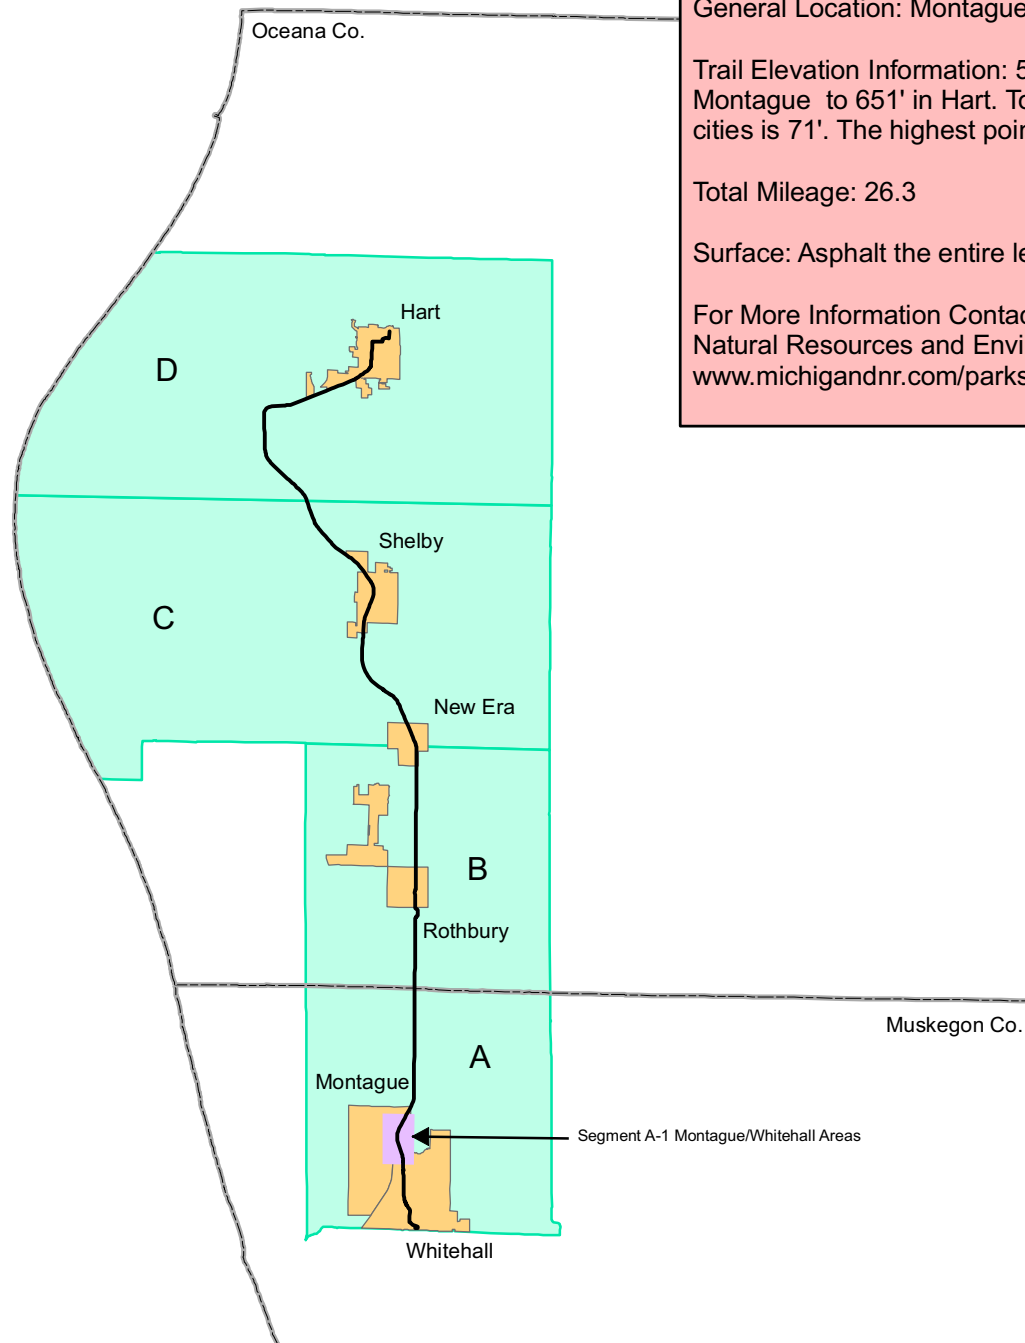 Oceana Co.
General Location: Montague
Trail Elevation Information: 5
Montague  to 651' in Hart. To
cities is 71'. The highest poin
Total Mileage: 26.3
Surface: Asphalt the entire le
For More Information Contac
Natural Resources and Envi
www.michigandnr.com/parks
Hart
D
Shelby
C
New Era
B
Rothbury
Muskegon Co.
A
Montague
Segment A-1 Montague/Whitehall Areas
Whitehall